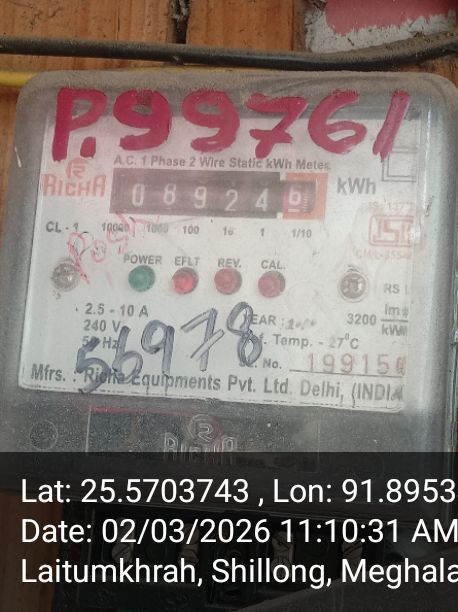 P.99761
A.C. 1 Phase 2 Wire Static kWh Meter
RICHA
089246 kWh
CL - 1 10000 1000 100 10 1 1/10
POWER EFLT REV. CAL.
2.5 - 10 A
240 V
3200 imp/kWh
Temp. - 27°C
56978
No. 19915
Mfrs. : Richa Equipments Pvt. Ltd. Delhi, (INDIA
RICHA
Lat: 25.5703743 , Lon: 91.8953
Date: 02/03/2026 11:10:31 AM
Laitumkhrah, Shillong, Meghala